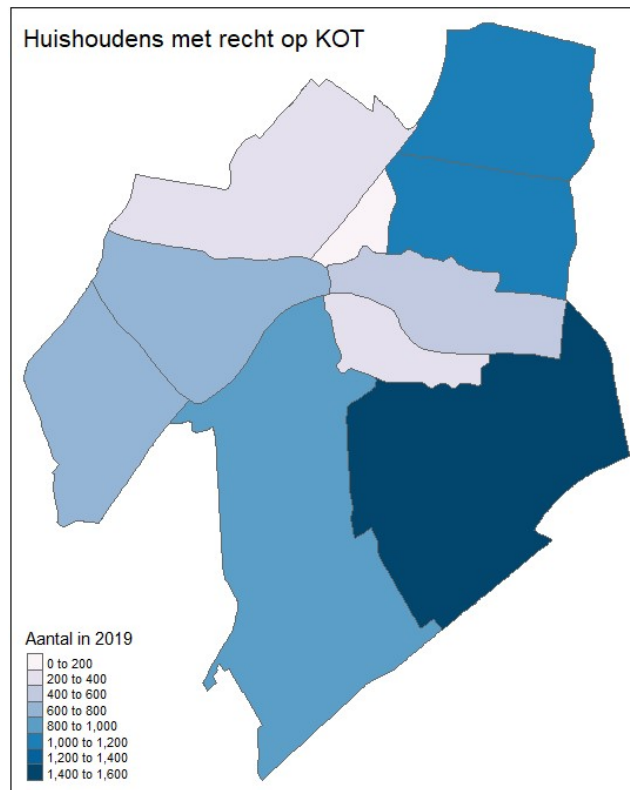 Huishoudens met recht op KOT
Aantal in 2019
0 to 200
200 to 400
400 to 600
600 to 800
800 to 1,000
1,000 to 1,200
1,200 to 1,400
1,400 to 1,600